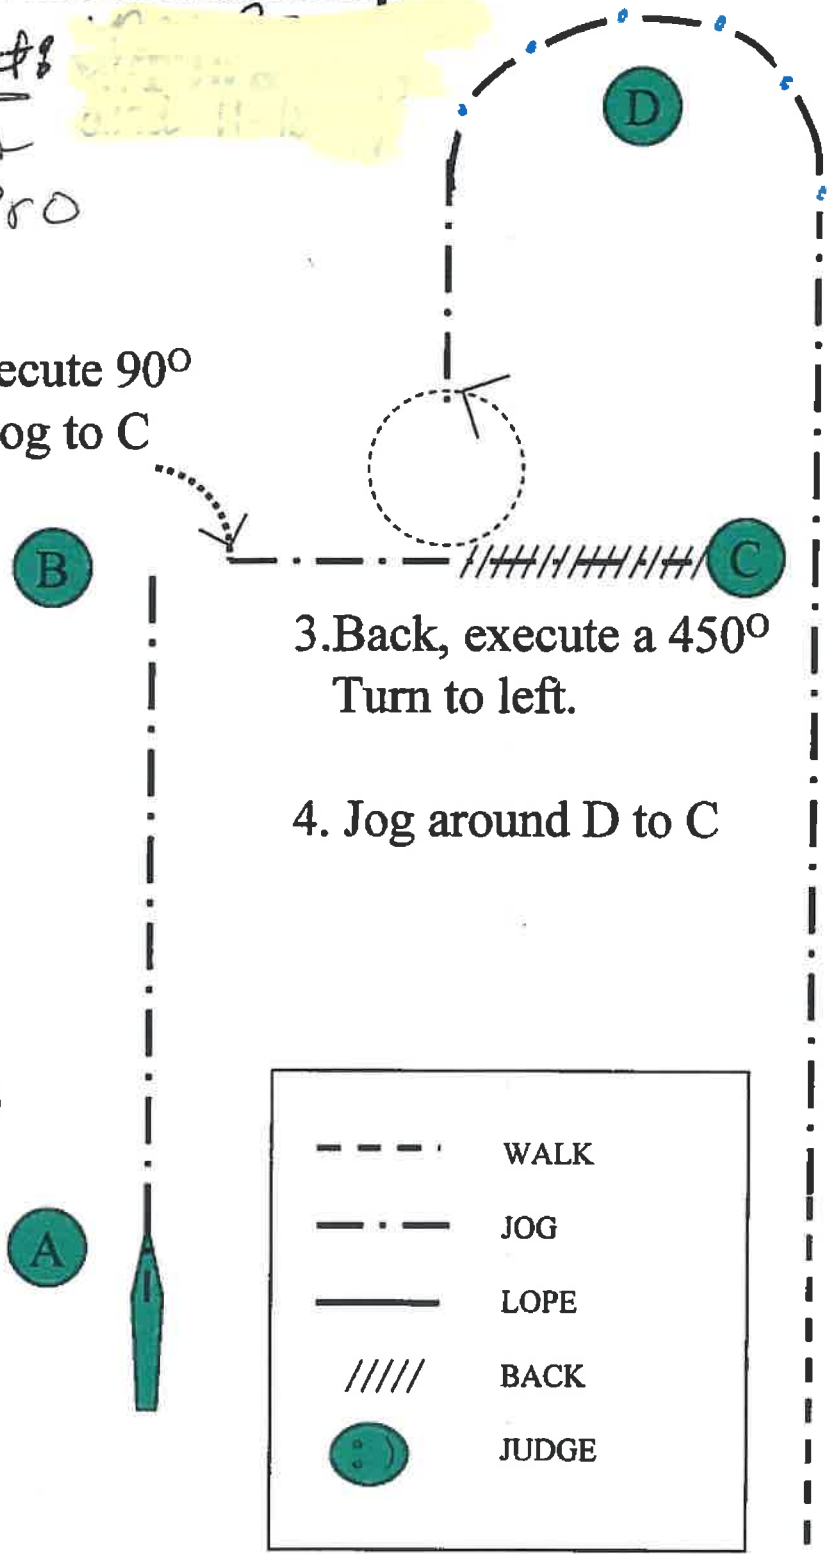 D
ecute 90O
og to C
B
C
3.Back, execute a 450O
Turn to left.
4. Jog around D to C
A
WALK
JOG
LOPE
BACK
JUDGE